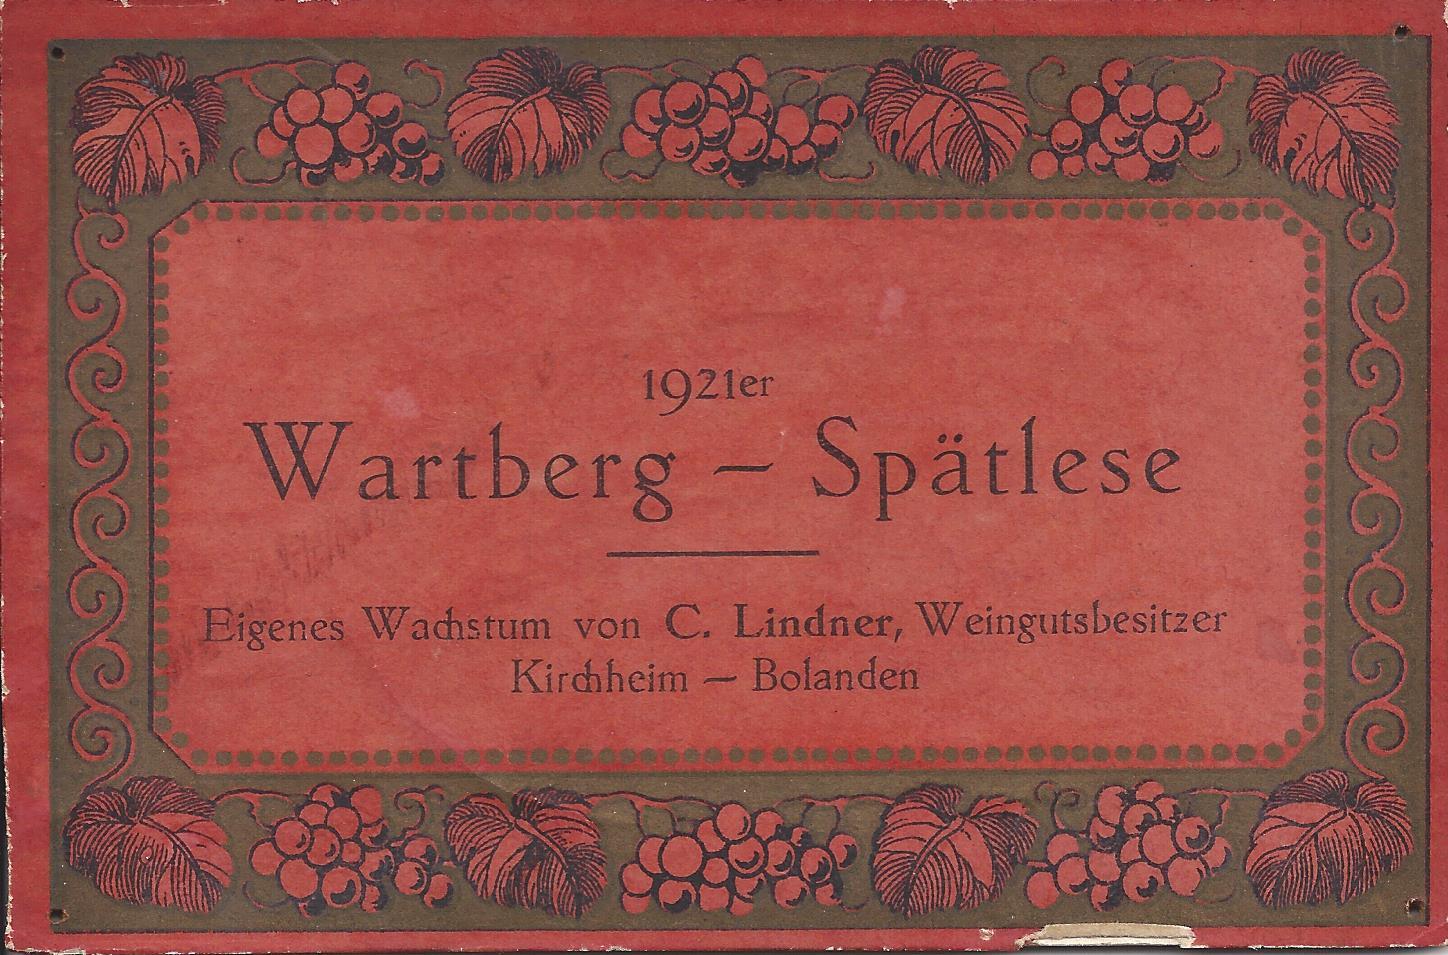 1921er
Wartberg – Spätlese
Eigenes Wachstum von C. Lindner, Weingutsbesitzer
Kirchheim – Bolanden